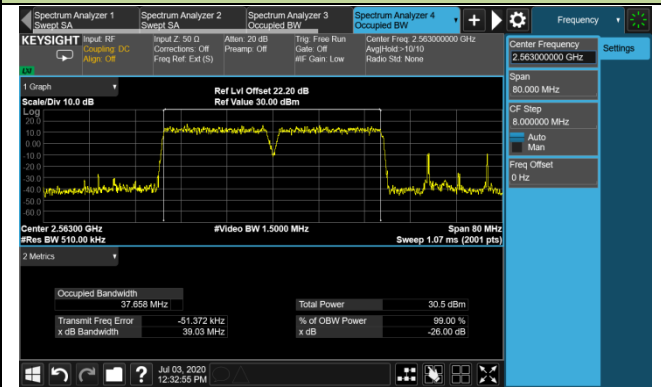 Spectrum Analyzer 1
Swept SA
Spectrum Analyzer 2
Swept SA
Spectrum Analyzer 3
Occupied BW
Spectrum Analyzer 4
Occupied BW
Frequency
KEYSIGHT
Input: RF
Coupling: DC
Align: Off
Input Z: 50 Ω
Corrections: Off
Freq Ref: Ext (S)
Atten: 20 dB
Preamp: Off
Trig: Free Run
Gate: Off
#IF Gain: Low
Center Freq: 2.563000000 GHz
Avg|Hold:>10/10
Radio Std: None
LV
Center Frequency
2.563000000 GHz
Settings
Span
80.000 MHz
CF Step
8.000000 MHz
Auto
Man
Freq Offset
0 Hz
1 Graph
Scale/Div 10.0 dB
Ref Lvl Offset 22.20 dB
Ref Value 30.00 dBm
Log
20.0
10.0
0.00
-10.0
-20.0
-30.0
-40.0
-50.0
-60.0
Center 2.56300 GHz
#Res BW 510.00 kHz
#Video BW 1.5000 MHz
Span 80 MHz
Sweep 1.07 ms (2001 pts)
2 Metrics
Occupied Bandwidth
37.658 MHz
Total Power 30.5 dBm
Transmit Freq Error -51.372 kHz
% of OBW Power 99.00 %
x dB Bandwidth 39.03 MHz
x dB -26.00 dB
Jul 03, 2020
12:32:55 PM